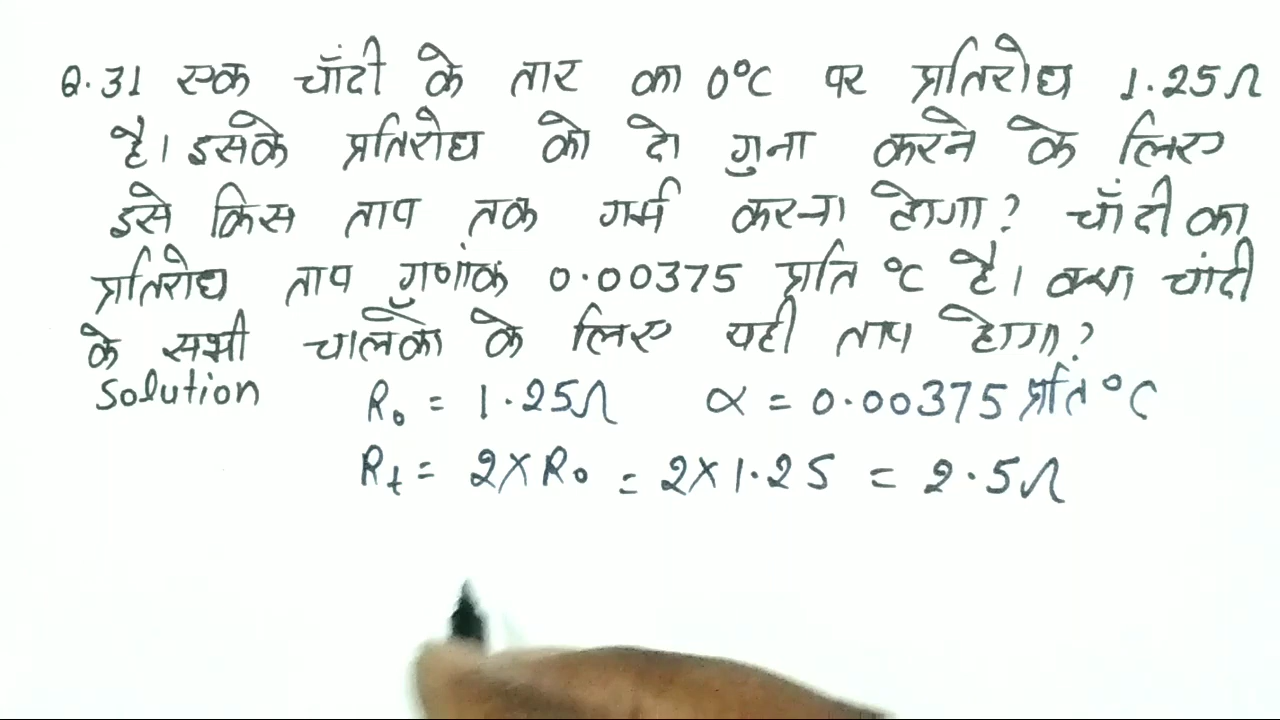 Q.31 एक चाँदी के तार का 0°C पर प्रतिरोध 1.25Ω
है। इसके प्रतिरोध को दो गुना करने के लिए
इसे किस ताप तक गर्म करना होगा? चाँदी का
प्रतिरोध ताप गुणांक 0.00375 प्रति °C है। क्या चांदी
के सभी चालकों के लिए यही ताप होगा?
Solution R₀ = 1.25Ω α = 0.00375 प्रति °C
Rₜ = 2×R₀ = 2×1.25 = 2.5Ω